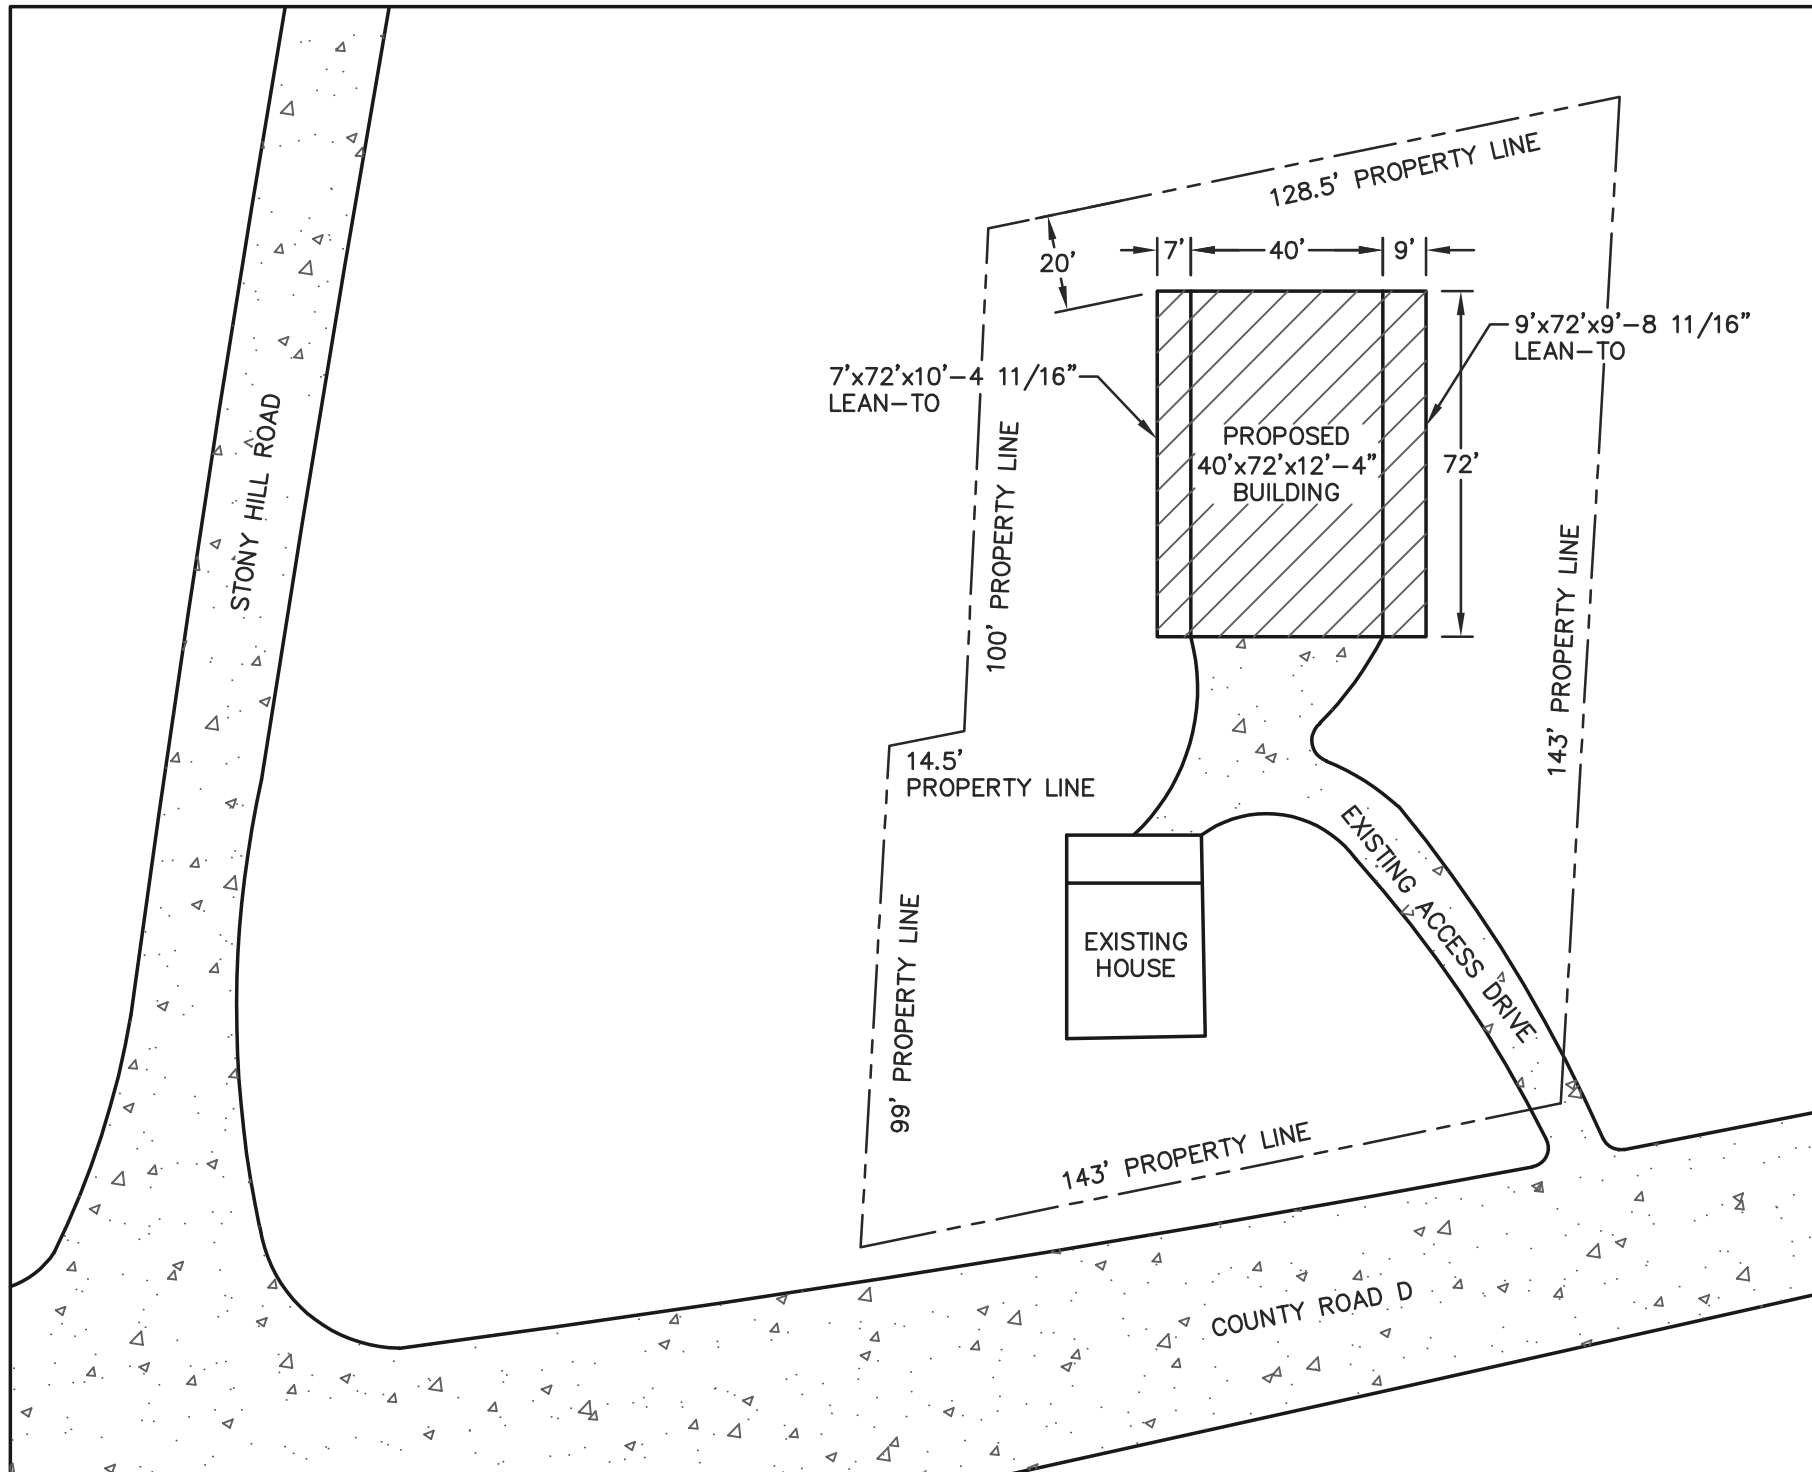 128.5' PROPERTY LINE
7'
40'
9'
20'
9'x72'x9'-8 11/16"
LEAN-TO
7'x72'x10'-4 11/16"
LEAN-TO
PROPOSED
40'x72'x12'-4"
BUILDING
72'
STONY HILL ROAD
100' PROPERTY LINE
143' PROPERTY LINE
14.5'
PROPERTY LINE
EXISTING ACCESS DRIVE
EXISTING
HOUSE
99' PROPERTY LINE
143' PROPERTY LINE
COUNTY ROAD D